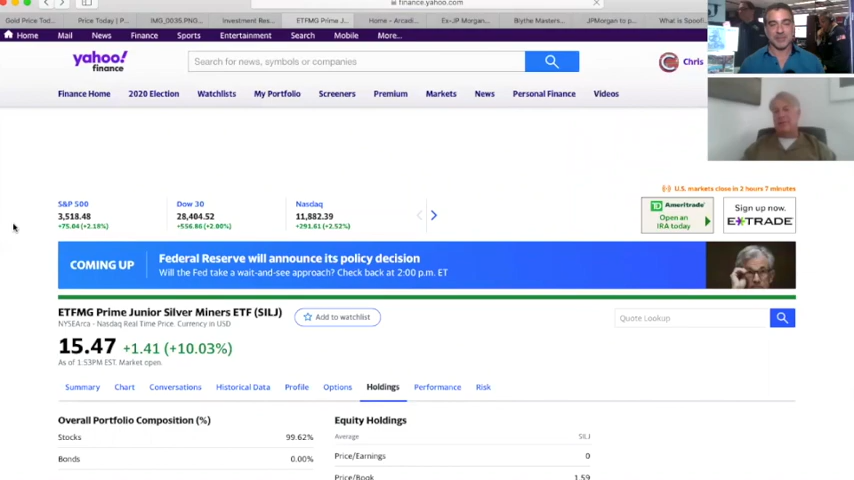 Gold Price Tod...
Price Today | P...
IMG_0035.PNG...
Investment Res...
ETFMG Prime J...
Home - Arcadi...
Ex-JP Morgan...
Blythe Masters...
JPMorgan to p...
What is Spoofi
finance.yahoo.com
Home Mail News Finance Sports Entertainment Search Mobile More...
yahoo!
finance
Search for news, symbols or companies
Chris
Finance Home 2020 Election Watchlists My Portfolio Screeners Premium Markets News Personal Finance Videos
U.S. markets close in 2 hours 7 minutes
S&P 500
3,518.48
+75.04 (+2.18%)
Dow 30
28,404.52
+556.86 (+2.00%)
Nasdaq
11,882.39
+291.61 (+2.52%)
TD Ameritrade
Open an
IRA today
Sign up now.
E*TRADE
COMING UP
Federal Reserve will announce its policy decision
Will the Fed take a wait-and-see approach? Check back at 2:00 p.m. ET
ETFMG Prime Junior Silver Miners ETF (SILJ)
Add to watchlist
Quote Lookup
NYSEArca - Nasdaq Real Time Price. Currency in USD
15.47 +1.41 (+10.03%)
As of 1:53PM EST. Market open.
Summary Chart Conversations Historical Data Profile Options Holdings Performance Risk
Overall Portfolio Composition (%)
Stocks 99.62%
Bonds 0.00%
Equity Holdings
Average SILJ
Price/Earnings 0
Price/Book 1.59